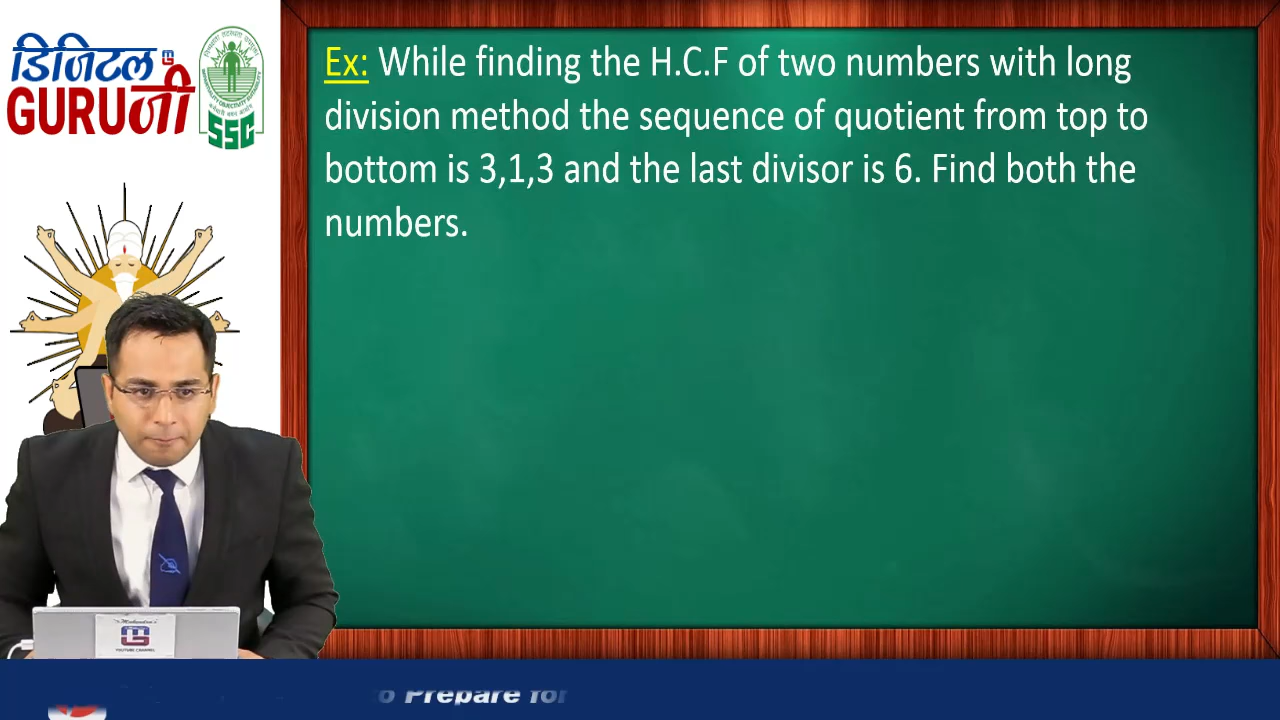 डिजिटल
GURUजी
SSC
Ex: While finding the H.C.F of two numbers with long
division method the sequence of quotient from top to
bottom is 3,1,3 and the last divisor is 6. Find both the
numbers.
YOUTUBE CHANNEL
to Prepare for